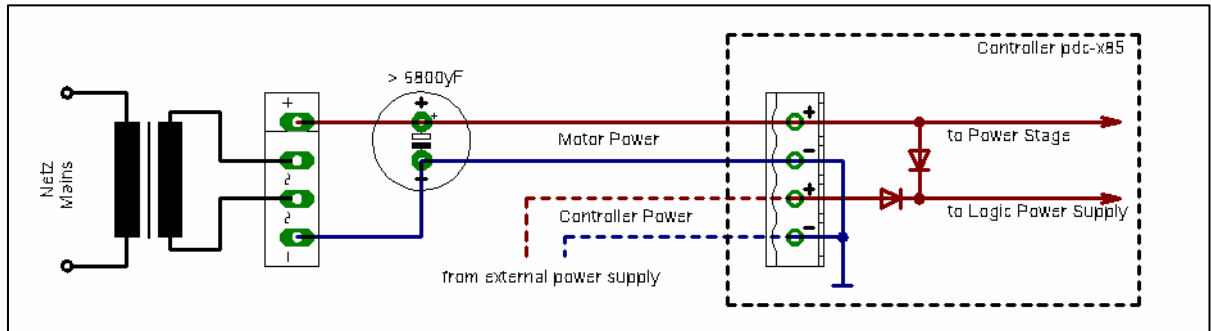 Controller pdc-x85
> 6800yF
+
+
+
+
Motor Power
to Power Stage
-
Netz
Mains
~
~
-
+
Controller Power
to Logic Power Supply
-
-
from external power supply